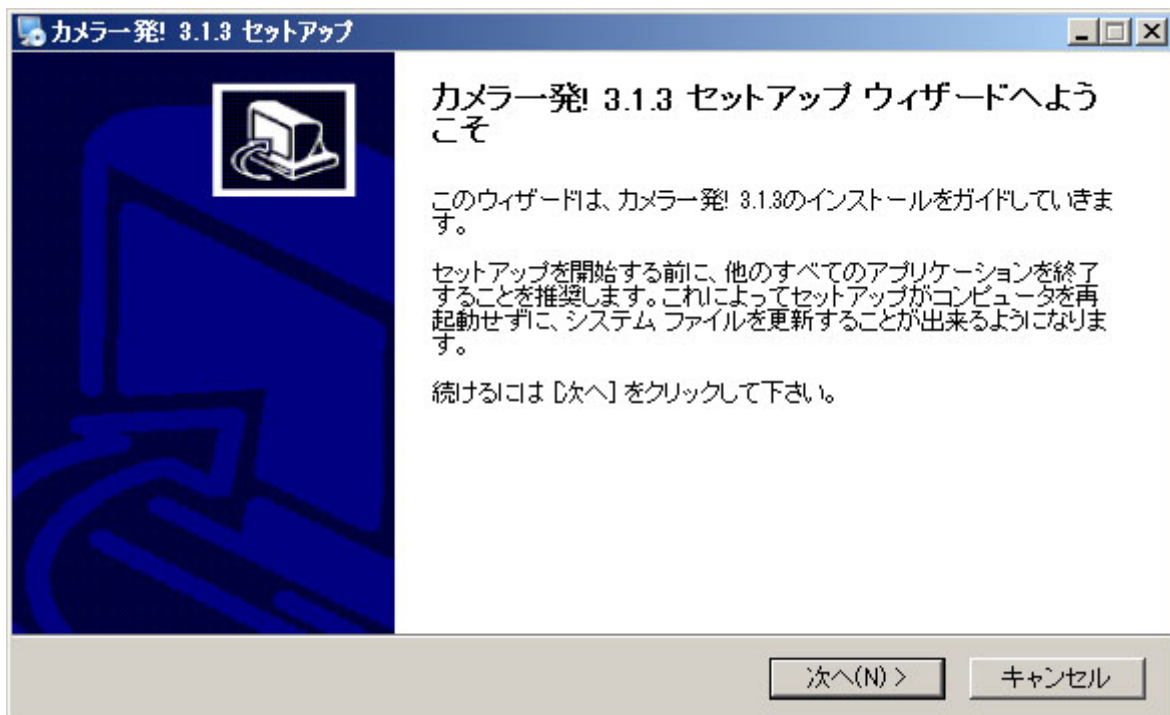 カメラ一発! 3.1.3 セットアップ
カメラ一発! 3.1.3 セットアップ ウィザードへよう
こそ
このウィザードは、カメラ一発! 3.1.3のインストールをガイドしていきま
す。
セットアップを開始する前に、他のすべてのアプリケーションを終了
することを推奨します。これによってセットアップがコンピュータを再
起動せずに、システム ファイルを更新することが出来るようになりま
す。
続けるには [次へ] をクリックして下さい。
次へ(N) >
キャンセル